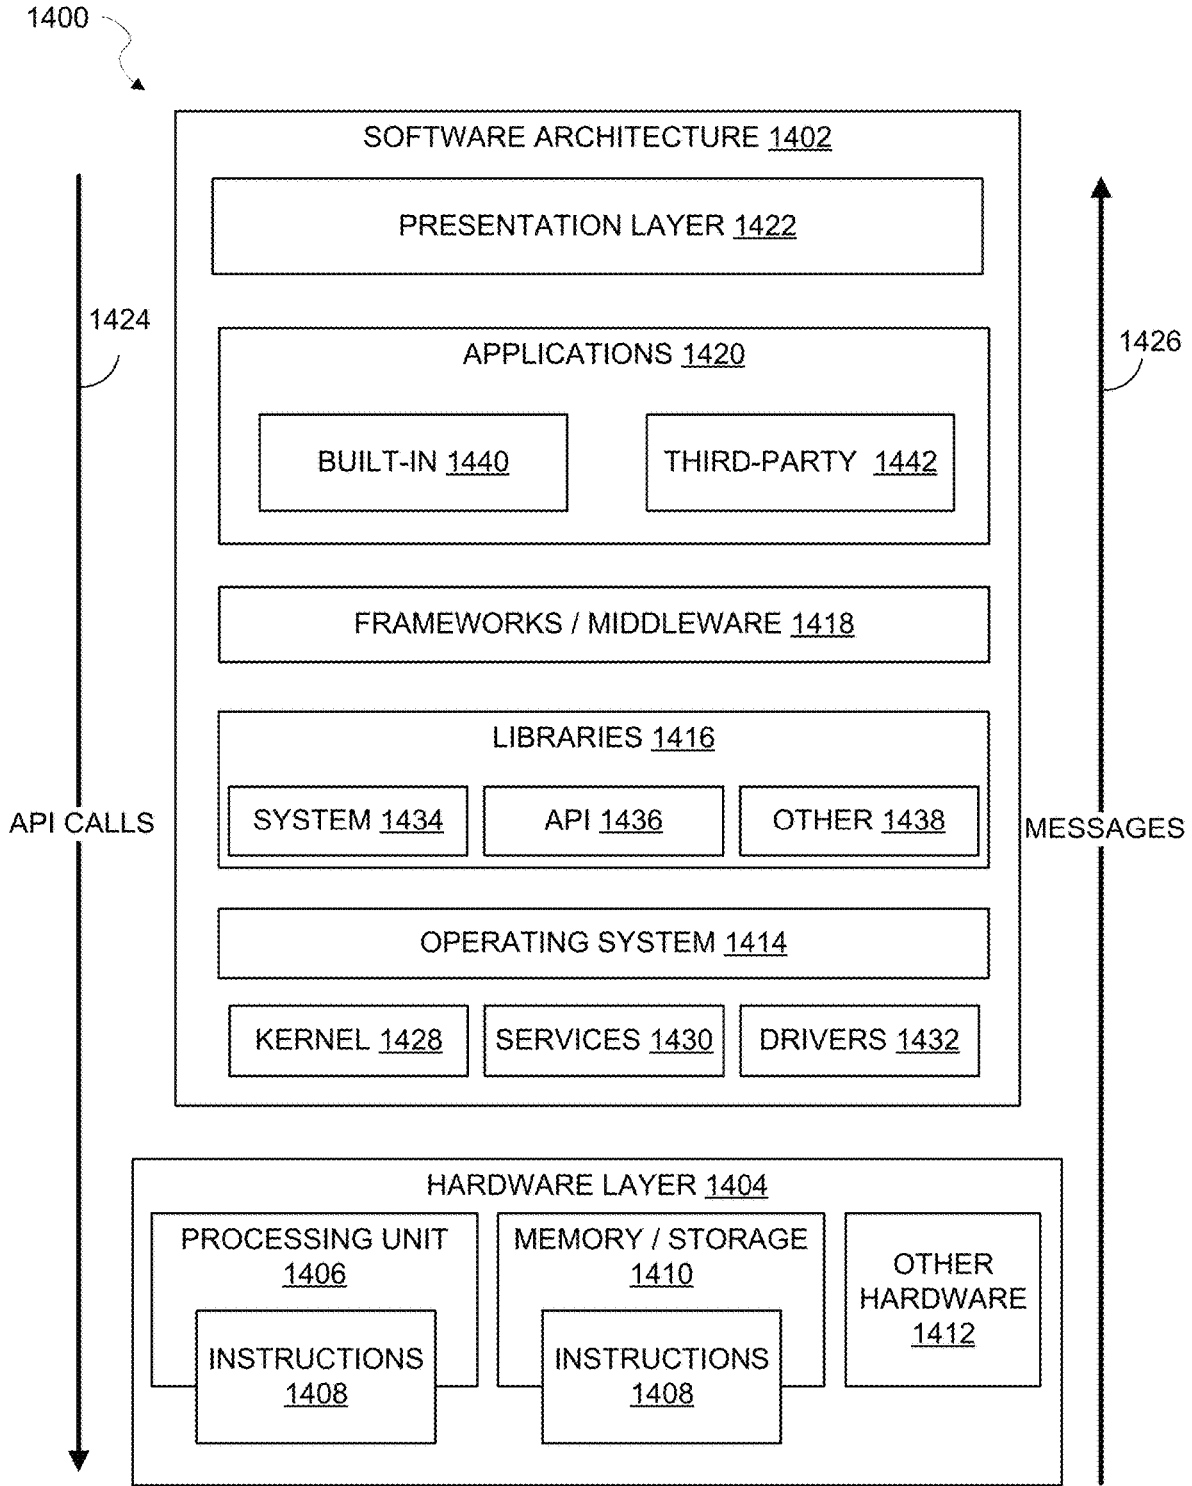 1400
SOFTWARE ARCHITECTURE 1402
PRESENTATION LAYER 1422
1424
1426
APPLICATIONS 1420
BUILT-IN 1440
THIRD-PARTY 1442
FRAMEWORKS / MIDDLEWARE 1418
LIBRARIES 1416
SYSTEM 1434
API 1436
OTHER 1438
API CALLS
MESSAGES
OPERATING SYSTEM 1414
KERNEL 1428
SERVICES 1430
DRIVERS 1432
HARDWARE LAYER 1404
PROCESSING UNIT
1406
INSTRUCTIONS
1408
MEMORY / STORAGE
1410
INSTRUCTIONS
1408
OTHER
HARDWARE
1412